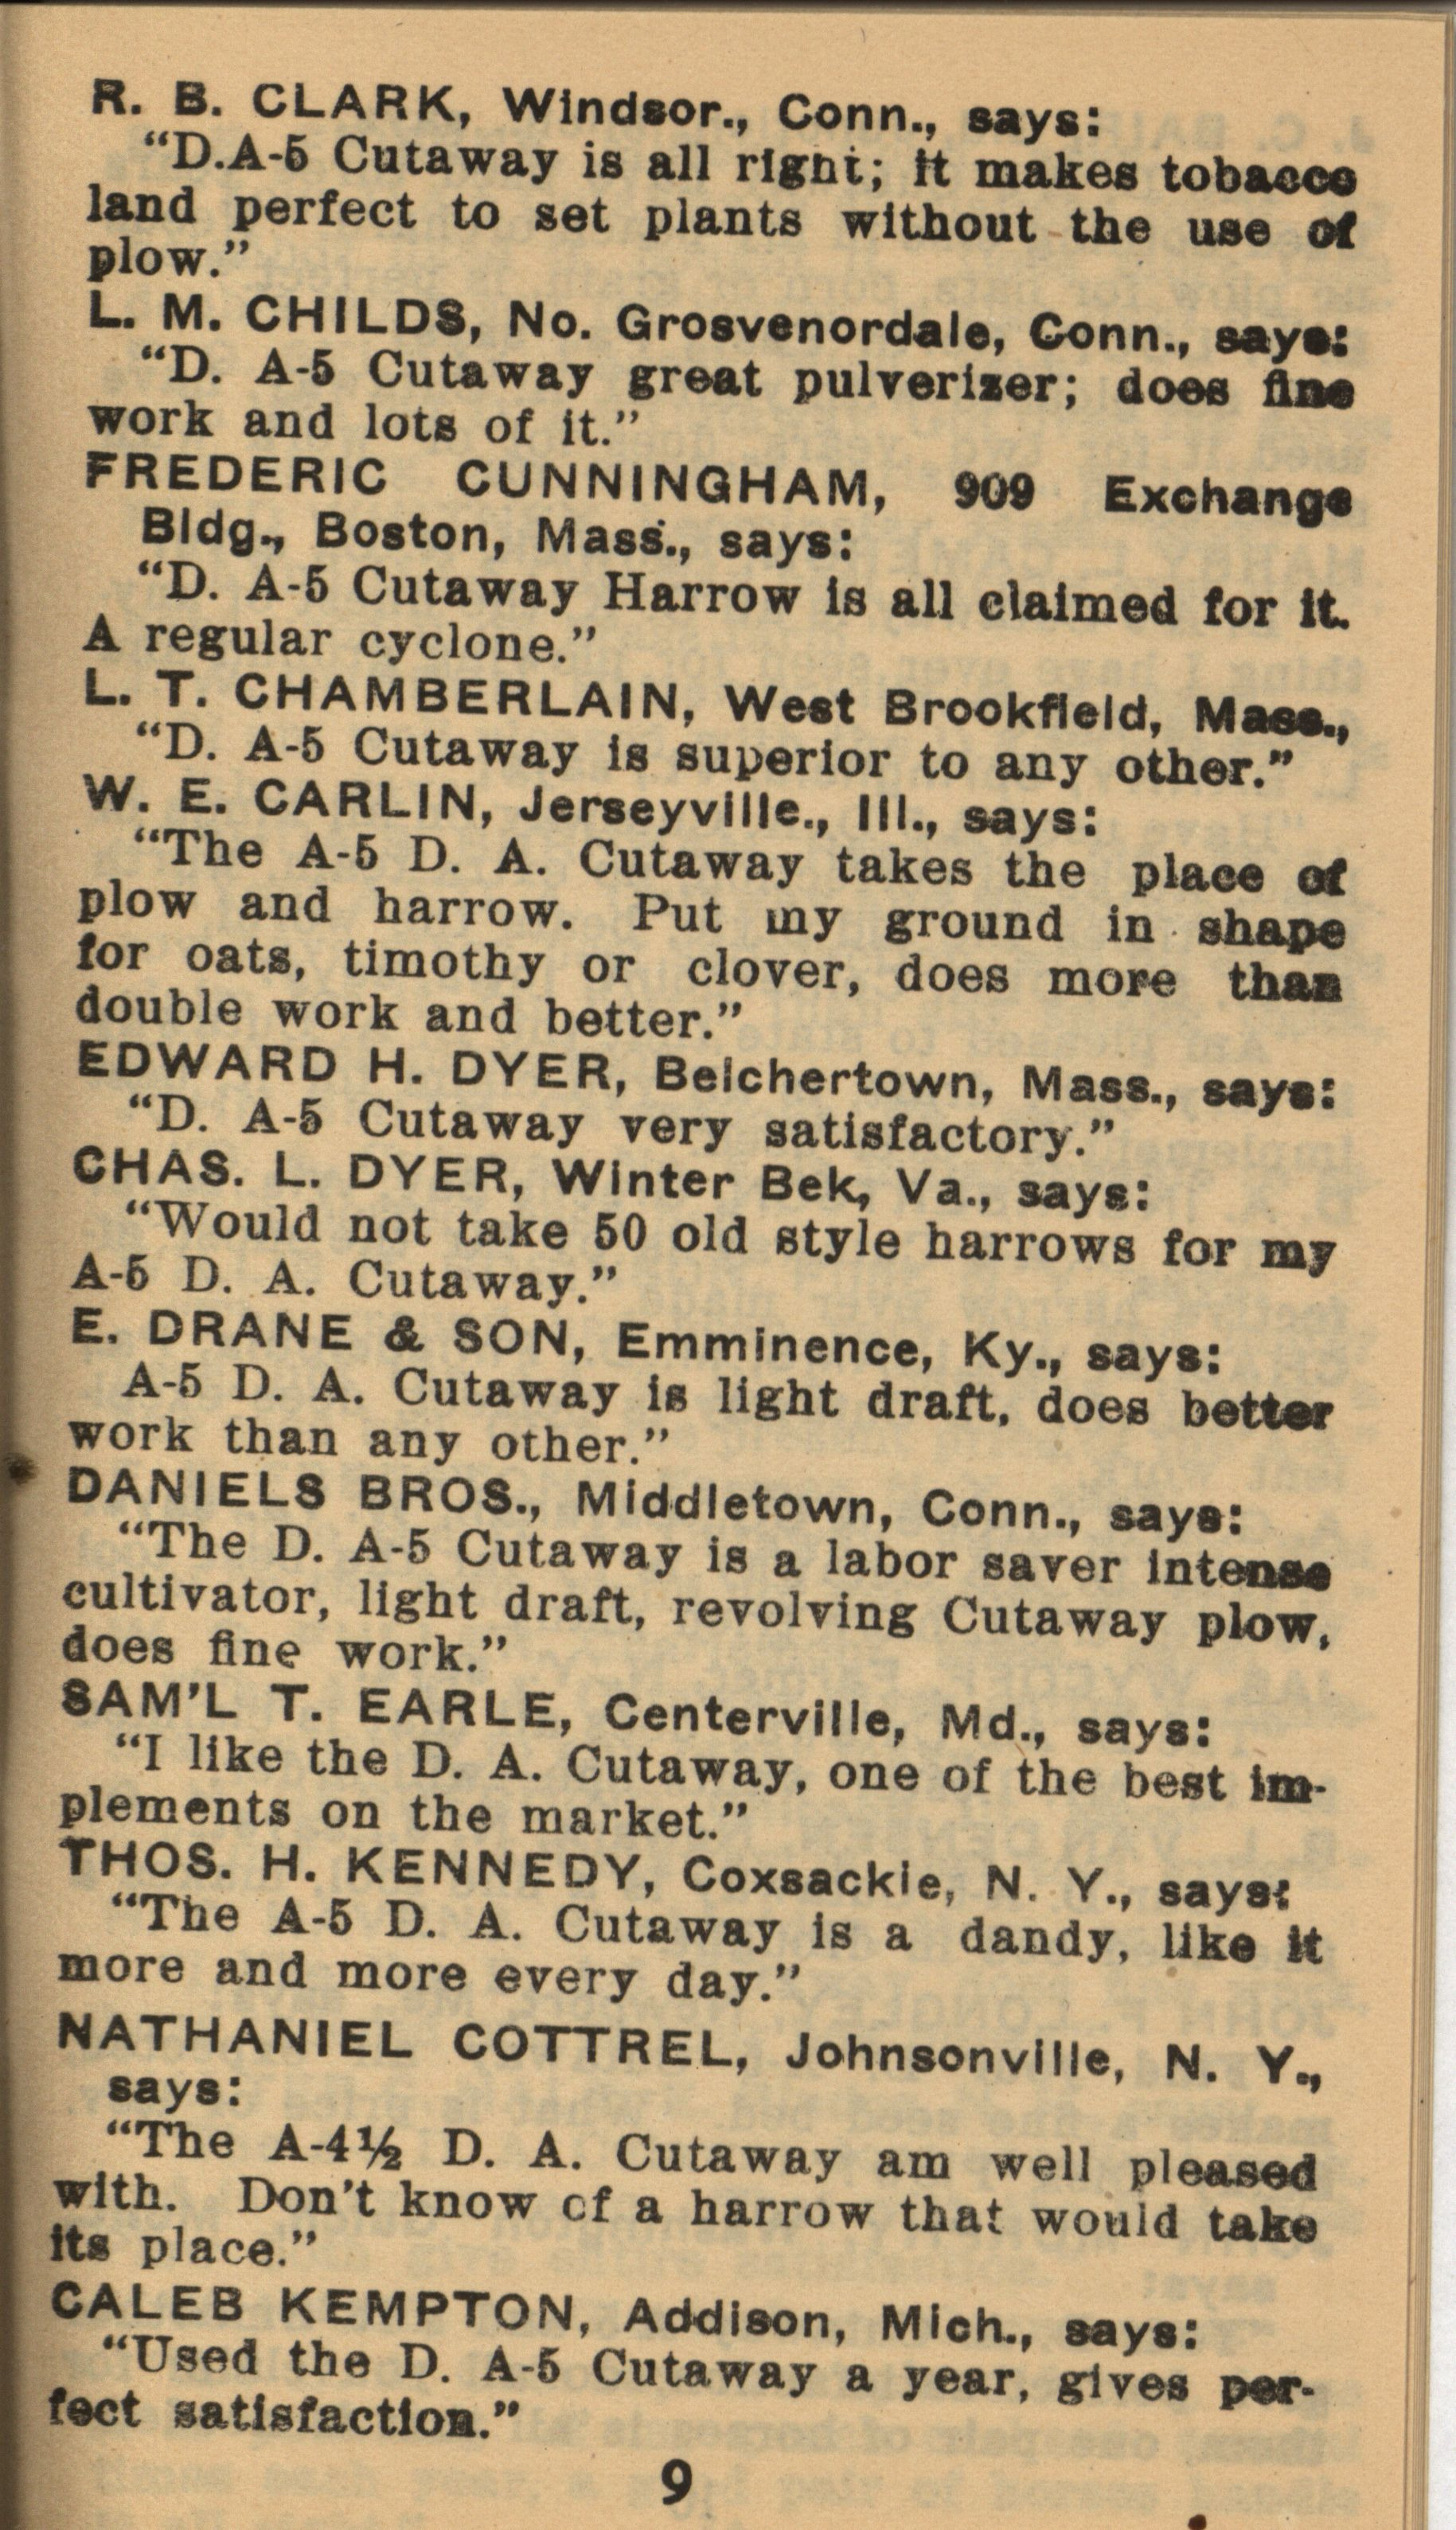 R. B. CLARK, Windsor., Conn., says:
“D.A-5 Cutaway is all right; it makes tobacco
land perfect to set plants without the use of
plow.”
L. M. CHILDS, No. Grosvenordale, Conn., says:
“D. A-5 Cutaway great pulverizer; does fine
work and lots of it.”
FREDERIC CUNNINGHAM, 909 Exchange
Bldg., Boston, Mass., says:
“D. A-5 Cutaway Harrow is all claimed for it.
A regular cyclone.”
L. T. CHAMBERLAIN, West Brookfield, Mass.,
“D. A-5 Cutaway is superior to any other.”
W. E. CARLIN, Jerseyville., Ill., says:
“The A-5 D. A. Cutaway takes the place of
plow and harrow. Put my ground in shape
for oats, timothy or clover, does more than
double work and better.”
EDWARD H. DYER, Belchertown, Mass., says:
“D. A-5 Cutaway very satisfactory.”
CHAS. L. DYER, Winter Bek, Va., says:
“Would not take 50 old style harrows for my
A-5 D. A. Cutaway.”
E. DRANE & SON, Emminence, Ky., says:
A-5 D. A. Cutaway is light draft, does better
work than any other.”
DANIELS BROS., Middletown, Conn., says:
“The D. A-5 Cutaway is a labor saver intense
cultivator, light draft, revolving Cutaway plow,
does fine work.”
SAM’L T. EARLE, Centerville, Md., says:
“I like the D. A. Cutaway, one of the best im-
plements on the market.”
THOS. H. KENNEDY, Coxsackie, N. Y., says:
“The A-5 D. A. Cutaway is a dandy, like it
more and more every day.”
NATHANIEL COTTREL, Johnsonville, N. Y.,
says:
“The A-4½ D. A. Cutaway am well pleased
with. Don’t know of a harrow that would take
its place.”
CALEB KEMPTON, Addison, Mich., says:
“Used the D. A-5 Cutaway a year, gives per-
fect satisfaction.”
9